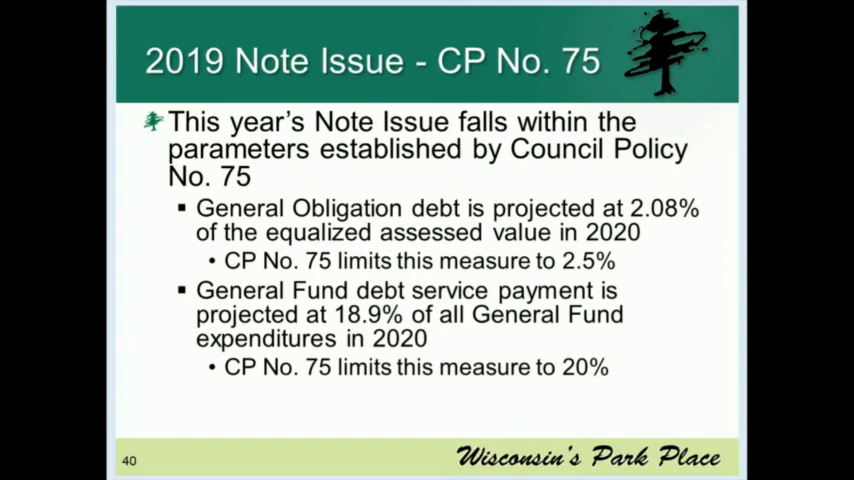 2019 Note Issue - CP No. 75
This year's Note Issue falls within the
parameters established by Council Policy
No. 75
▪ General Obligation debt is projected at 2.08%
of the equalized assessed value in 2020
• CP No. 75 limits this measure to 2.5%
▪ General Fund debt service payment is
projected at 18.9% of all General Fund
expenditures in 2020
• CP No. 75 limits this measure to 20%
40
Wisconsin's Park Place